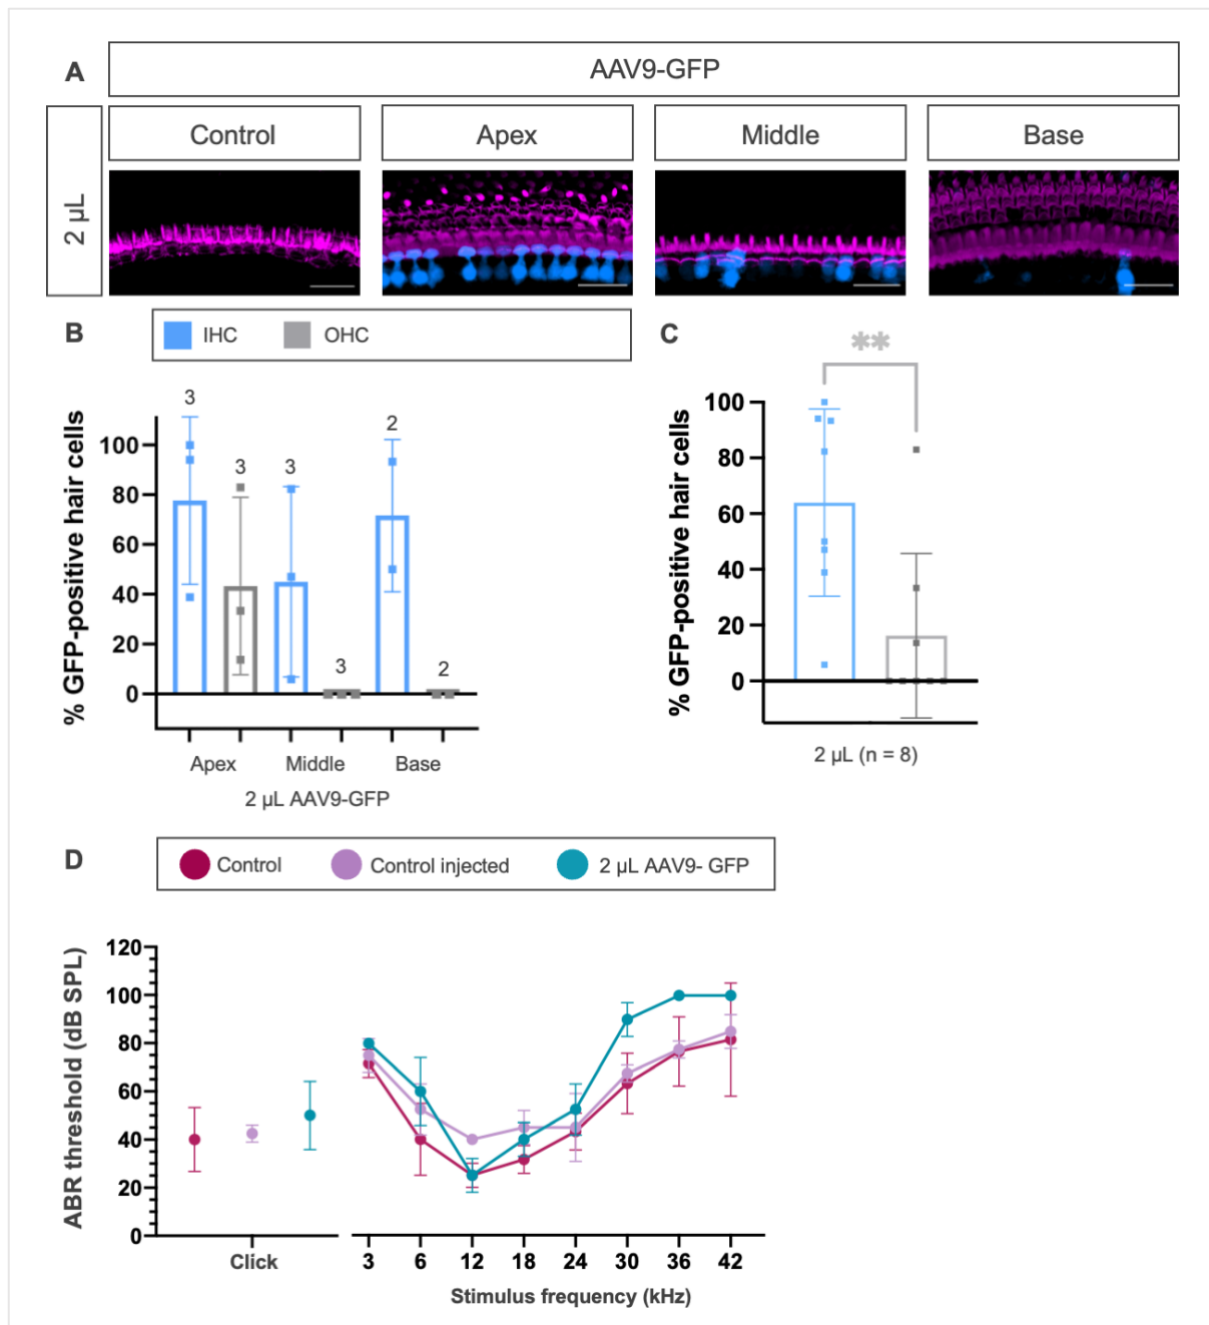 A
AAV9-GFP
Control
Apex
Middle
Base
2 µL
B
IHC
OHC
% GFP-positive hair cells
100
80
60
40
20
0
3
3
3
3
2
2
Apex
Middle
Base
2 µL AAV9-GFP
C
**
% GFP-positive hair cells
100
80
60
40
20
0
2 µL (n = 8)
D
Control
Control injected
2 µL AAV9- GFP
ABR threshold (dB SPL)
120
100
80
60
40
20
0
Click
3 6 12 18 24 30 36 42
Stimulus frequency (kHz)